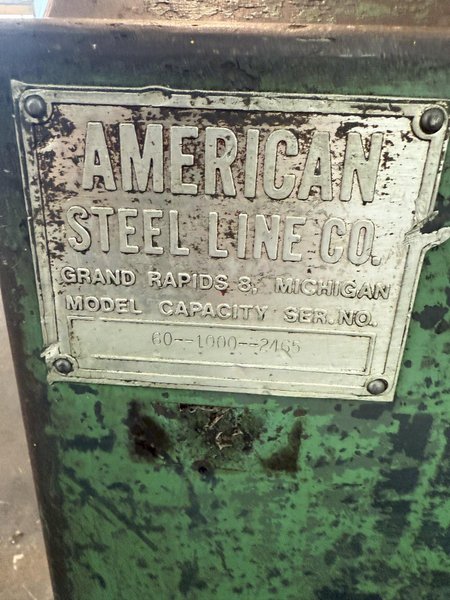 AMERICAN
STEEL LINE CO.
GRAND RAPIDS 8, MICHIGAN
MODEL CAPACITY SER. NO.
60--1000--2465